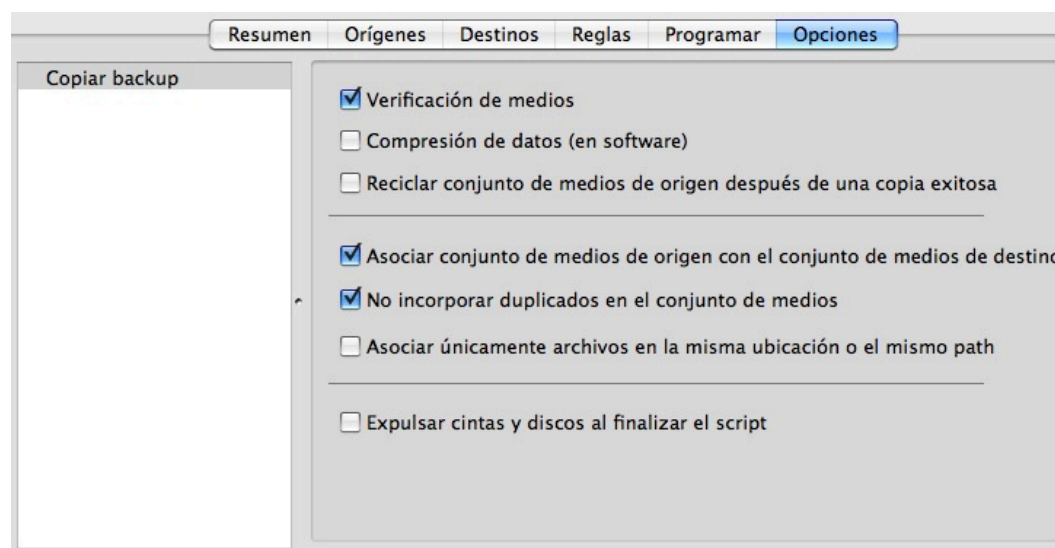 Resumen Orígenes Destinos Reglas Programar Opciones
Copiar backup
Verificación de medios
Compresión de datos (en software)
Reciclar conjunto de medios de origen después de una copia exitosa
Asociar conjunto de medios de origen con el conjunto de medios de destino
No incorporar duplicados en el conjunto de medios
Asociar únicamente archivos en la misma ubicación o el mismo path
Expulsar cintas y discos al finalizar el script